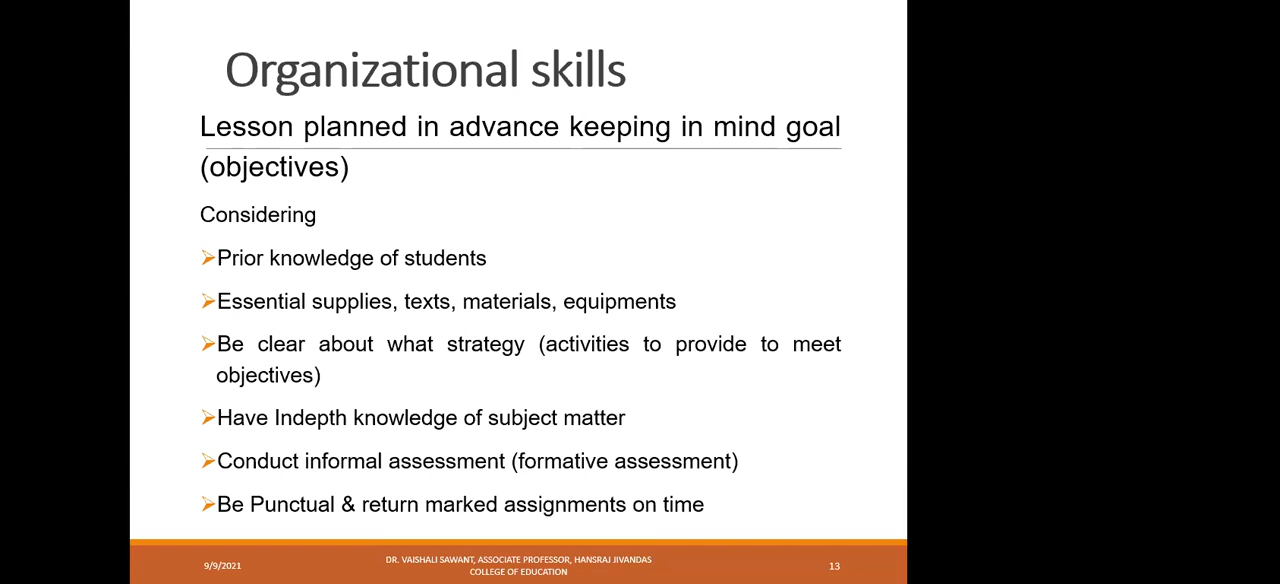 Organizational skills
Lesson planned in advance keeping in mind goal
(objectives)
Considering
➢Prior knowledge of students
➢Essential supplies, texts, materials, equipments
➢Be clear about what strategy (activities to provide to meet
objectives)
➢Have Indepth knowledge of subject matter
➢Conduct informal assessment (formative assessment)
➢Be Punctual & return marked assignments on time
9/9/2021
DR. VAISHALI SAWANT, ASSOCIATE PROFESSOR, HANSRAJ JIVANDAS
COLLEGE OF EDUCATION
13